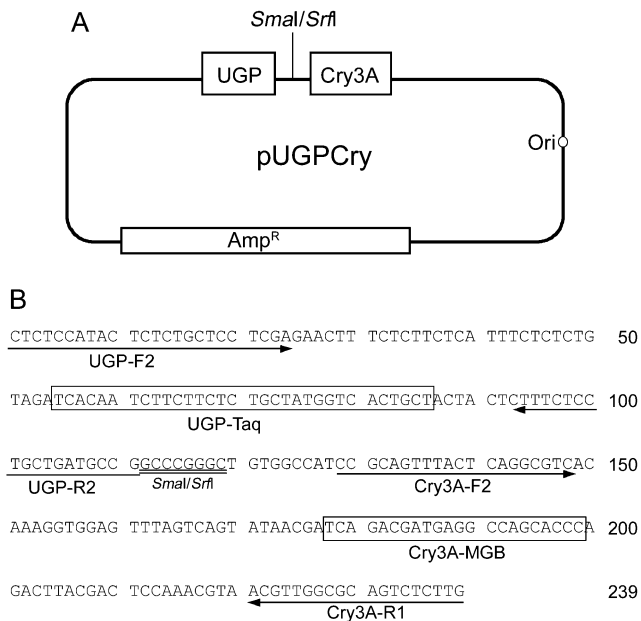 A
SmaI/SrfI
UGP
Cry3A
pUGPCry
Ori
Amp^R
B
CTCTCCATAC TCTCTGCTCC TCGAGAACTT TCTCTTCTCA TTTCTCTCTG 50
UGP-F2
TAGATCACAA TCTTCTTCTC TGCTATGGTC ACTGCTACTA CTCTTTCTCC 100
UGP-Taq
TGCTGATGCC GGGCCCGGGCT GTGGCCATCC GCAGTTTACT CAGGCGTCAC 150
UGP-R2
SmaI/SrfI
Cry3A-F2
AAAGGTGGAG TTTAGTCAGT ATAACGATCA GACGATGAGG CCAGCACCCA 200
Cry3A-MGB
GACTTACGAC TCCAAACGTA ACGTTGGCGC AGTCTCTTG 239
Cry3A-R1